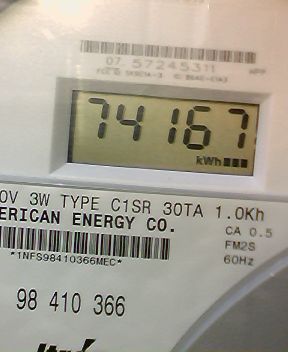 07 57245311
74167
kWh
0V 3W TYPE C1SR 30TA 1.0Kh
ERICAN ENERGY CO.
CA 0.5
FM2S
*1NFS98410366MEC*
60Hz
98 410 366